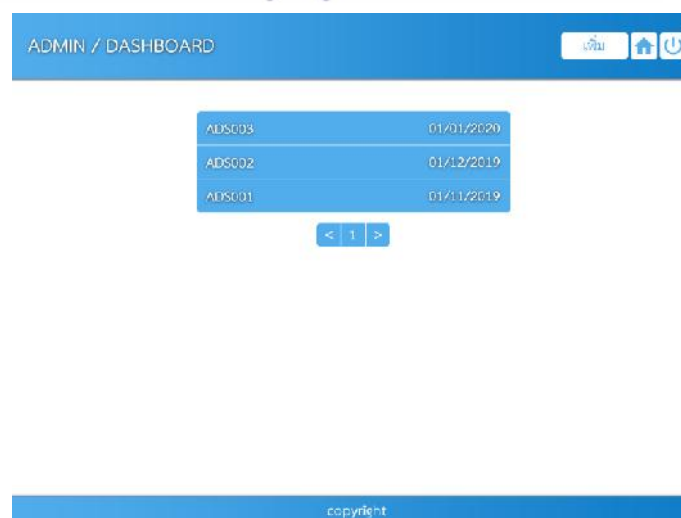 ADMIN / DASHBOARD เพิ่ม
ADS003 01/01/2020
ADS002 01/12/2019
ADS001 01/11/2019
< 1 >
copyright